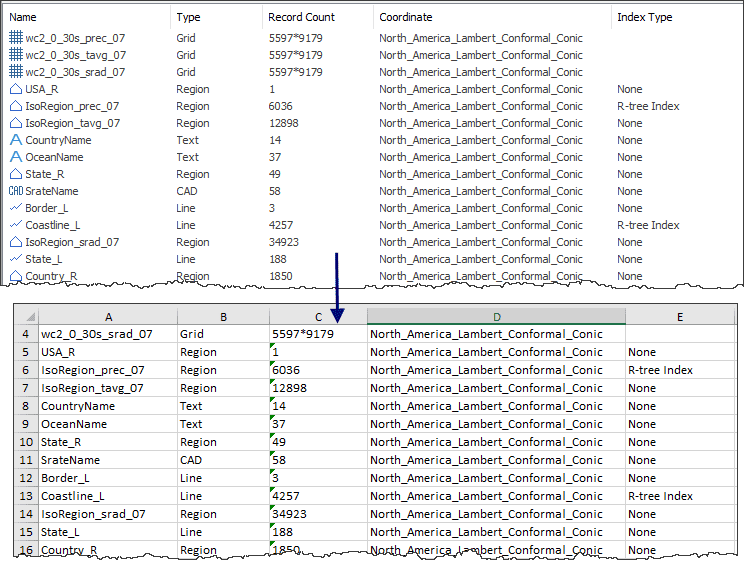 Name Type Record Count Coordinate Index Type
wc2_0_30s_prec_07 Grid 5597*9179 North_America_Lambert_Conformal_Conic
wc2_0_30s_tavg_07 Grid 5597*9179 North_America_Lambert_Conformal_Conic
wc2_0_30s_srad_07 Grid 5597*9179 North_America_Lambert_Conformal_Conic
USA_R Region 1 North_America_Lambert_Conformal_Conic None
IsoRegion_prec_07 Region 6036 North_America_Lambert_Conformal_Conic R-tree Index
IsoRegion_tavg_07 Region 12898 North_America_Lambert_Conformal_Conic None
CountryName Text 14 North_America_Lambert_Conformal_Conic None
OceanName Text 37 North_America_Lambert_Conformal_Conic None
State_R Region 49 North_America_Lambert_Conformal_Conic None
CAD SrateName CAD 58 North_America_Lambert_Conformal_Conic None
Border_L Line 3 North_America_Lambert_Conformal_Conic None
Coastline_L Line 4257 North_America_Lambert_Conformal_Conic R-tree Index
IsoRegion_srad_07 Region 34923 North_America_Lambert_Conformal_Conic None
State_L Line 188 North_America_Lambert_Conformal_Conic None
Country_R Region 1850 North_America_Lambert_Conformal_Conic None
A B C D E
4 wc2_0_30s_srad_07 Grid 5597*9179 North_America_Lambert_Conformal_Conic
5 USA_R Region 1 North_America_Lambert_Conformal_Conic None
6 IsoRegion_prec_07 Region 6036 North_America_Lambert_Conformal_Conic R-tree Index
7 IsoRegion_tavg_07 Region 12898 North_America_Lambert_Conformal_Conic None
8 CountryName Text 14 North_America_Lambert_Conformal_Conic None
9 OceanName Text 37 North_America_Lambert_Conformal_Conic None
10 State_R Region 49 North_America_Lambert_Conformal_Conic None
11 SrateName CAD 58 North_America_Lambert_Conformal_Conic None
12 Border_L Line 3 North_America_Lambert_Conformal_Conic None
13 Coastline_L Line 4257 North_America_Lambert_Conformal_Conic R-tree Index
14 IsoRegion_srad_07 Region 34923 North_America_Lambert_Conformal_Conic None
15 State_L Line 188 North_America_Lambert_Conformal_Conic None
16 Country_R Region 1850 North_America_Lambert_Conformal_Conic None